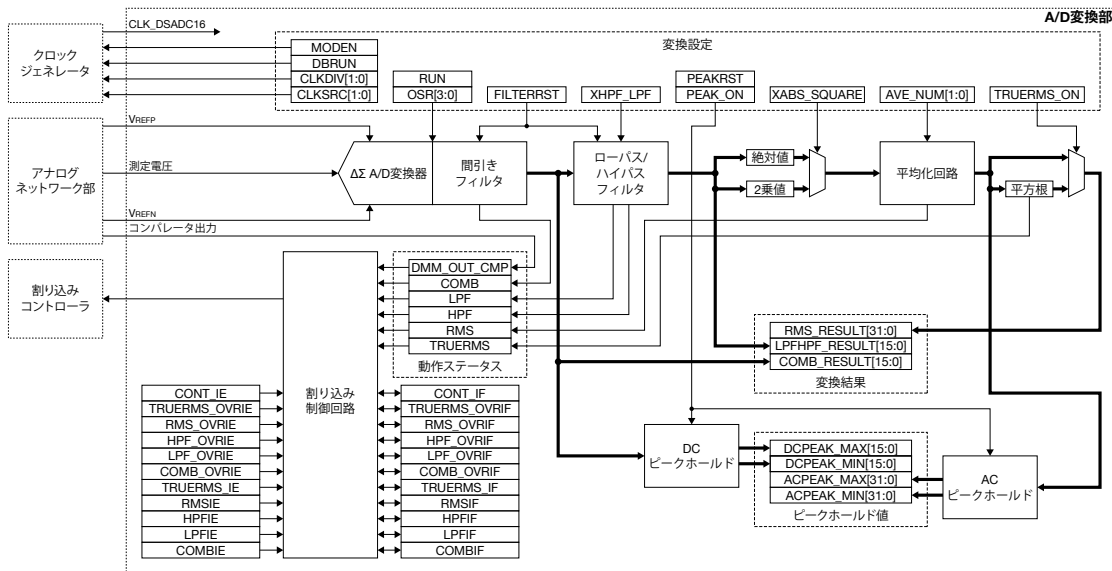 A/D変換部
CLK_DSADC16
クロック
ジェネレータ
変換設定
MODEN
DBRUN
CLKDIV[1:0]
CLKSRC[1:0]
RUN
OSR[3:0]
FILTERRST
XHPF_LPF
PEAKRST
PEAK_ON
XABS_SQUARE
AVE_NUM[1:0]
TRUERMS_ON
アナログ
ネットワーク部
VREFP
測定電圧
VREFN
コンパレータ出力
ΔΣ A/D変換器
間引き
フィルタ
ローパス/
ハイパス
フィルタ
絶対値
2乗値
平均化回路
平方根
割り込み
コントローラ
割り込み
制御回路
DMM_OUT_CMP
COMB
LPF
HPF
RMS
TRUERMS
動作ステータス
RMS_RESULT[31:0]
LPFHPF_RESULT[15:0]
COMB_RESULT[15:0]
変換結果
CONT_IE
TRUERMS_OVRIE
RMS_OVRIE
HPF_OVRIE
LPF_OVRIE
COMB_OVRIE
TRUERMS_IE
RMSIE
HPFIE
LPFIE
COMBIE
CONT_IF
TRUERMS_OVRIF
RMS_OVRIF
HPF_OVRIF
LPF_OVRIF
COMB_OVRIF
TRUERMS_IF
RMSIF
HPFIF
LPFIF
COMBIF
DC
ピークホールド
DCPEAK_MAX[15:0]
DCPEAK_MIN[15:0]
ACPEAK_MAX[31:0]
ACPEAK_MIN[31:0]
ピークホールド値
AC
ピークホールド